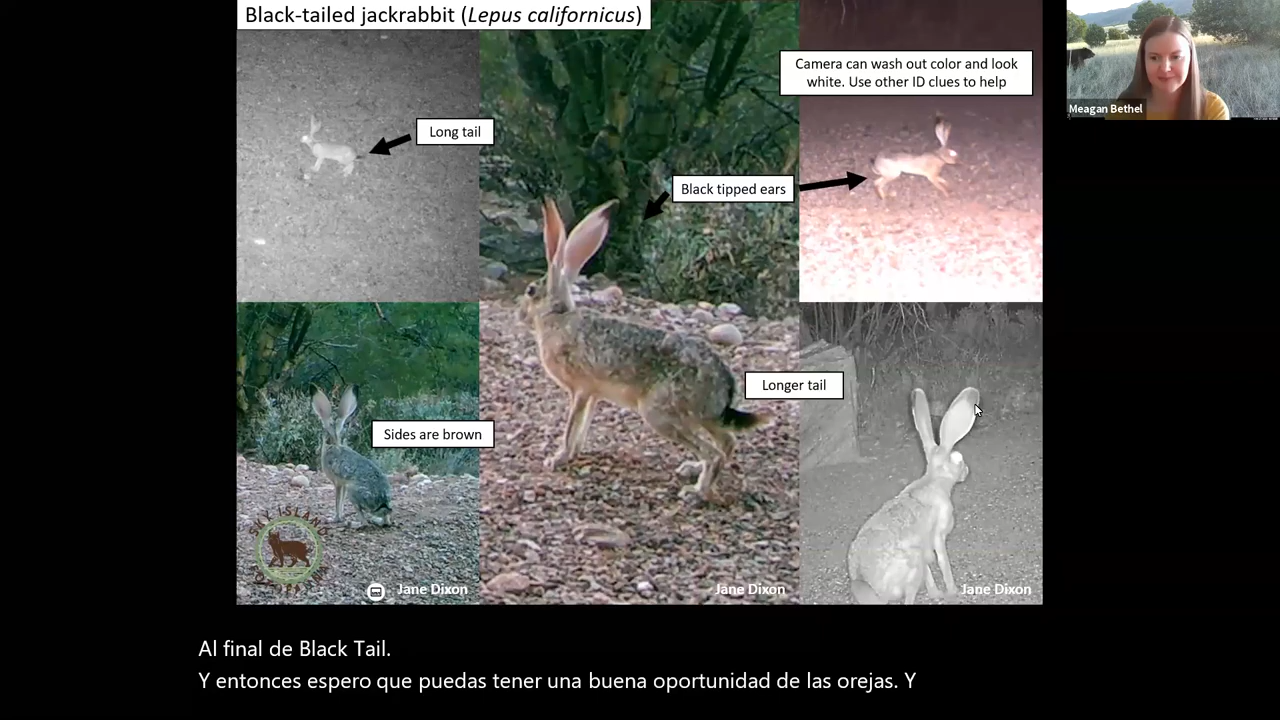 Black-tailed jackrabbit (Lepus californicus)
Camera can wash out color and look
white. Use other ID clues to help
Meagan Bethel
Long tail
Black tipped ears
Longer tail
Sides are brown
SKY ISLAND
Jane Dixon
Jane Dixon
Jane Dixon
Al final de Black Tail.
Y entonces espero que puedas tener una buena oportunidad de las orejas. Y